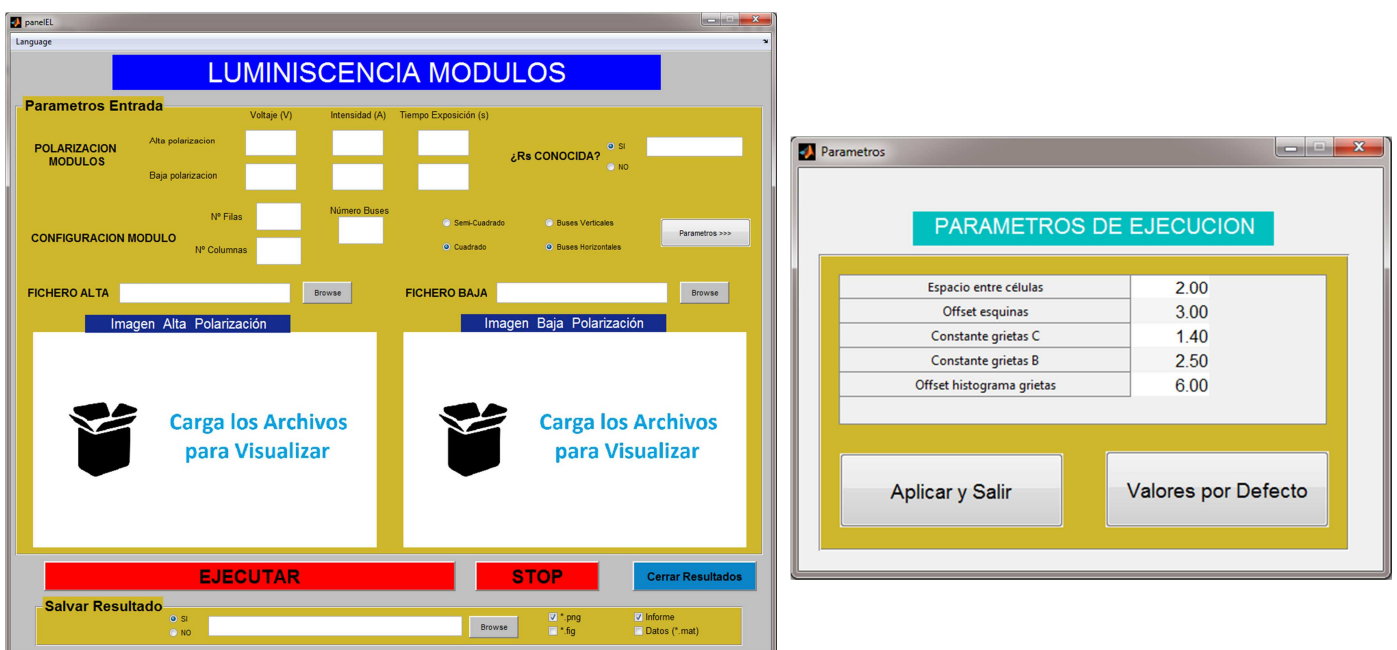 panelEL
Language
LUMINISCENCIA MODULOS
Parametros Entrada
Voltaje (V) Intensidad (A) Tiempo Exposición (s)
POLARIZACION
MODULOS
Alta polarizacion
Baja polarizacion
¿Rs CONOCIDA?
SI
NO
CONFIGURACION MODULO
Nº Filas
Nº Columnas
Número Buses
Semi-Cuadrado
Cuadrado
Buses Verticales
Buses Horizontales
Parametros >>>
FICHERO ALTA
Browse
FICHERO BAJA
Browse
Imagen Alta Polarización
Carga los Archivos
para Visualizar
Imagen Baja Polarización
Carga los Archivos
para Visualizar
EJECUTAR
STOP
Cerrar Resultados
Salvar Resultado
SI
NO
Browse
*.png
*.fig
Informe
Datos (*.mat)
Parametros
PARAMETROS DE EJECUCION
Espacio entre células 2.00
Offset esquinas 3.00
Constante grietas C 1.40
Constante grietas B 2.50
Offset histograma grietas 6.00
Aplicar y Salir
Valores por Defecto